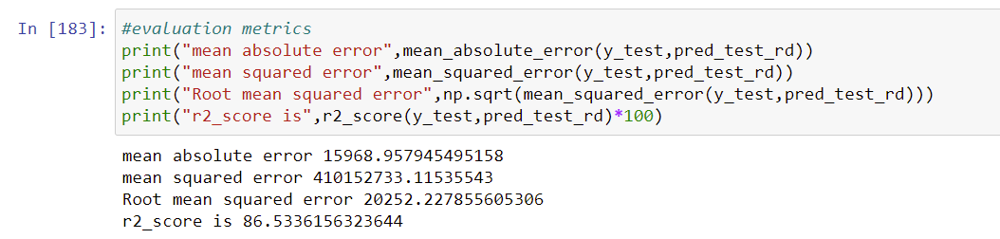 In [183]: #evaluation metrics
print("mean absolute error",mean_absolute_error(y_test,pred_test_rd))
print("mean squared error",mean_squared_error(y_test,pred_test_rd))
print("Root mean squared error",np.sqrt(mean_squared_error(y_test,pred_test_rd)))
print("r2_score is",r2_score(y_test,pred_test_rd)*100)
mean absolute error 15968.957945495158
mean squared error 410152733.11535543
Root mean squared error 20252.227855605306
r2_score is 86.5336156323644